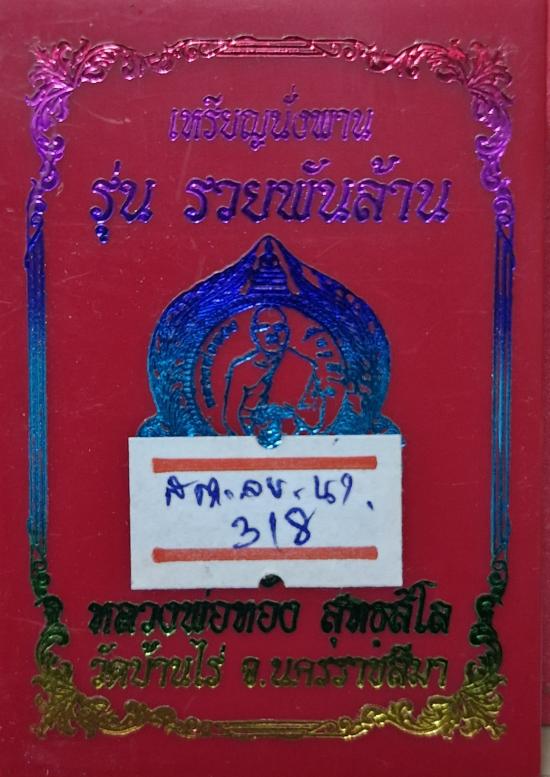 เหรียญนั่งพาน
รุ่น รวยพันล้าน
318
หลวงพ่อทอง สุทธสีโล
วัดบ้านไร่ จ.นครราชสีมา